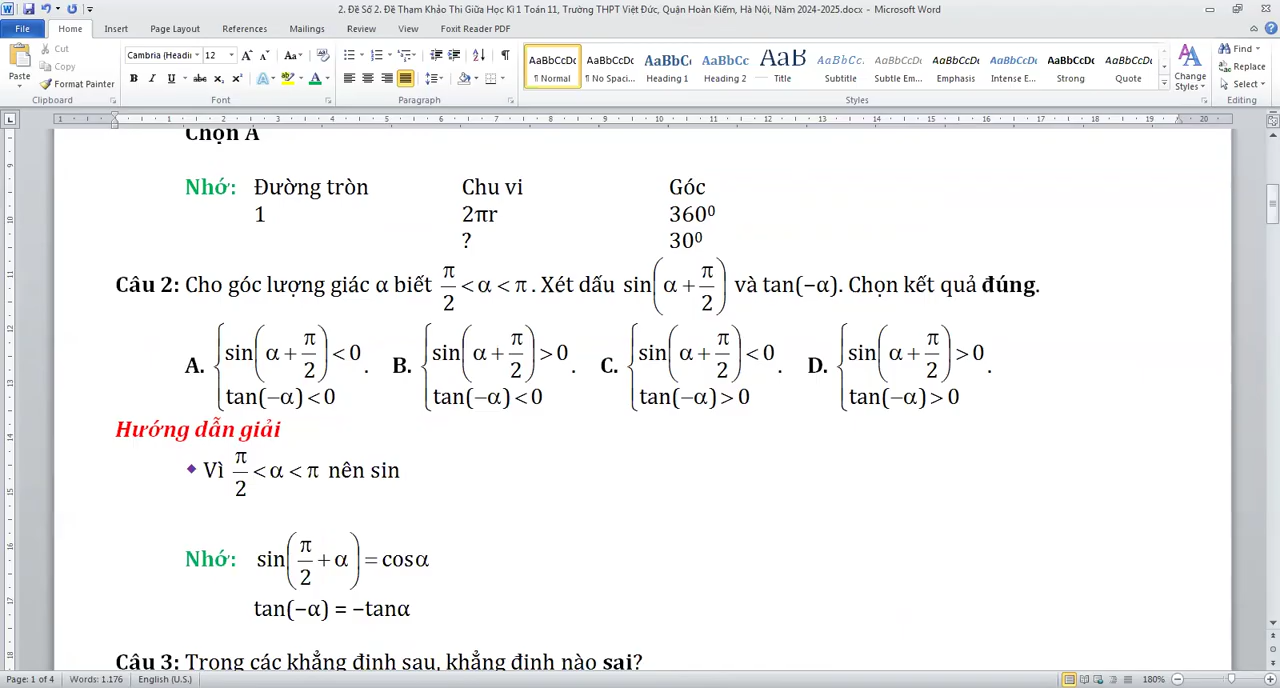 2. Đề Số 2. Đề Tham Khảo Thi Giữa Học Kì 1 Toán 11, Trường THPT Việt Đức, Quận Hoàn Kiếm, Hà Nội, Năm 2024-2025.docx - Microsoft Word
File Home Insert Page Layout References Mailings Review View Foxit Reader PDF
Cut
Copy
Format Painter
Paste
Cambria (Headi 12
Clipboard Font Paragraph Styles Editing
AaBbCcDc AaBbCcDc AaBbCc AaBbCc AaB AaBbCc. AaBbCcDc AaBbCcDc AaBbCcDc AaBbCcDc AaBbCcDc
¶ Normal ¶ No Spaci... Heading 1 Heading 2 Title Subtitle Subtle Em... Emphasis Intense E... Strong Quote
Change Styles
Find
Replace
Select
Chọn A
Nhớ: Đường tròn Chu vi Góc
1 2πr 360⁰
? 30⁰
Câu 2: Cho góc lượng giác α biết π/2 < α < π. Xét dấu sin(α + π/2) và tan(−α). Chọn kết quả đúng.
A. {sin(α + π/2) < 0 tan(−α) < 0 . B. {sin(α + π/2) > 0 tan(−α) < 0 . C. {sin(α + π/2) < 0 tan(−α) > 0 . D. {sin(α + π/2) > 0 tan(−α) > 0 .
Hướng dẫn giải
◆ Vì π/2 < α < π nên sin
Nhớ: sin(π/2 + α) = cosα
tan(−α) = −tanα
Câu 3: Trong các khẳng định sau, khẳng định nào sai?
Page: 1 of 4 Words: 1.176 English (U.S.) 180%